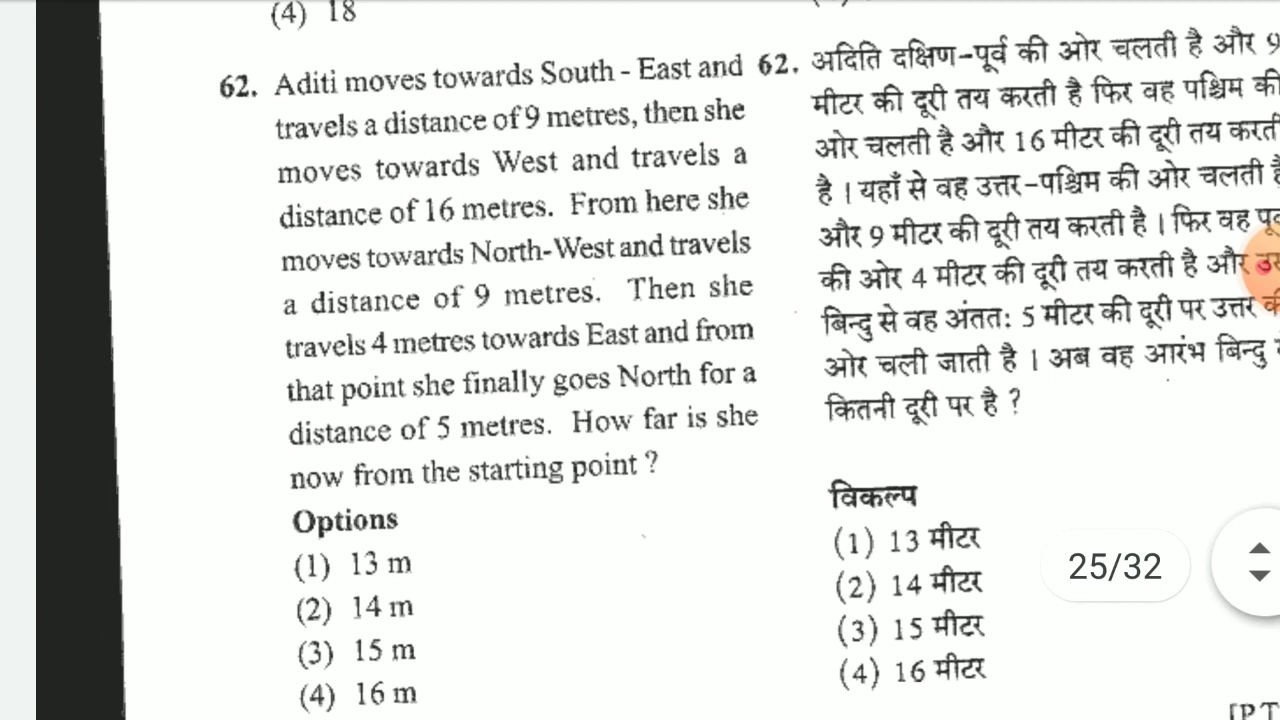 (4) 18
62. Aditi moves towards South - East and
travels a distance of 9 metres, then she
moves towards West and travels a
distance of 16 metres. From here she
moves towards North-West and travels
a distance of 9 metres. Then she
travels 4 metres towards East and from
that point she finally goes North for a
distance of 5 metres. How far is she
now from the starting point ?
Options
(1) 13 m
(2) 14 m
(3) 15 m
(4) 16 m
62. अदिति दक्षिण-पूर्व की ओर चलती है और 9
मीटर की दूरी तय करती है फिर वह पश्चिम की
ओर चलती है और 16 मीटर की दूरी तय करती
है । यहाँ से वह उत्तर-पश्चिम की ओर चलती है
और 9 मीटर की दूरी तय करती है । फिर वह
की ओर 4 मीटर की दूरी तय करती है और
बिन्दु से वह अंततः 5 मीटर की दूरी पर उत्तर की
ओर चली जाती है । अब वह आरंभ बिन्दु
कितनी दूरी पर है ?
विकल्प
(1) 13 मीटर
(2) 14 मीटर
(3) 15 मीटर
(4) 16 मीटर
25/32